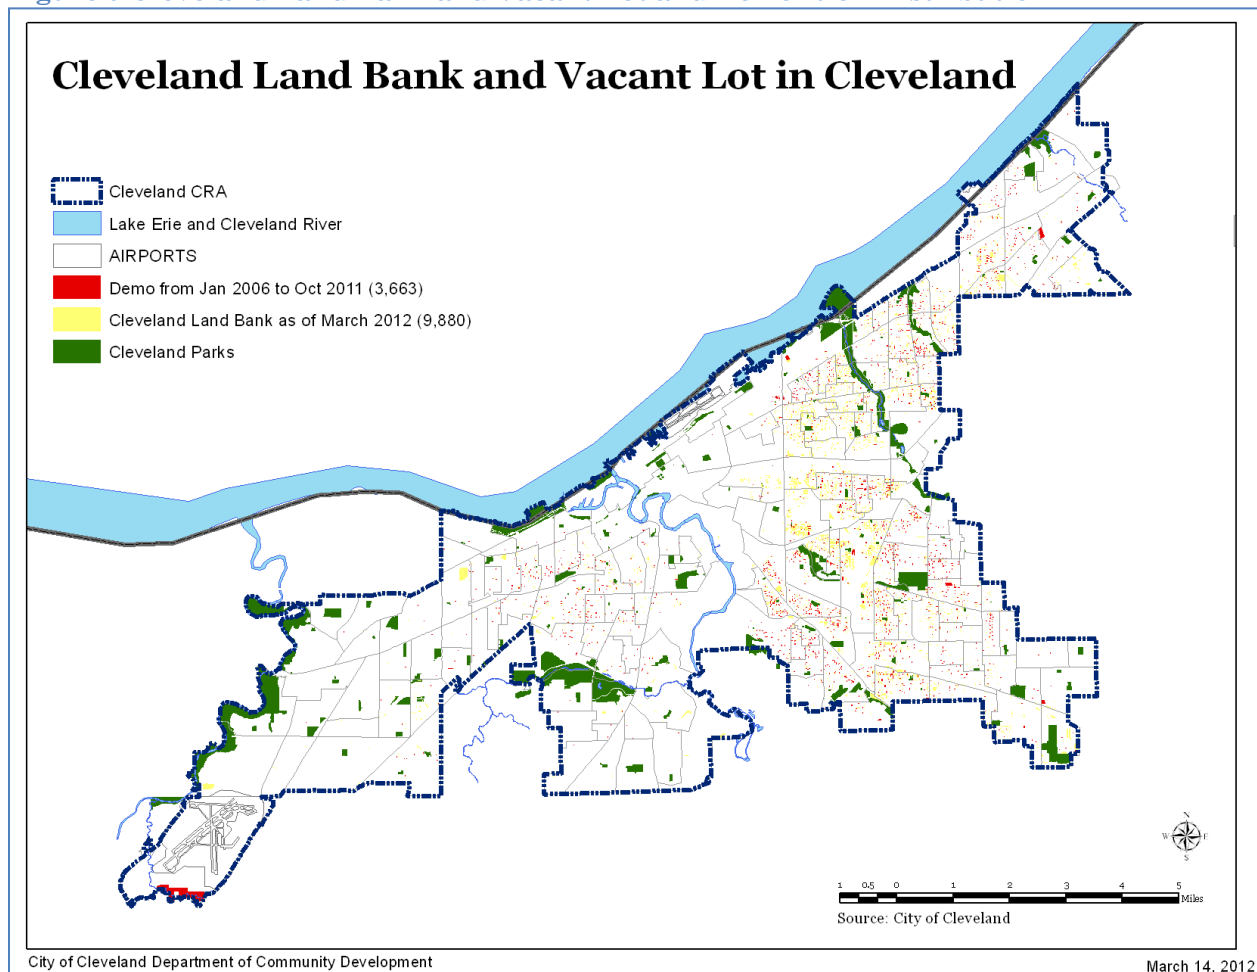 Cleveland Land Bank and Vacant Lot in Cleveland
Cleveland CRA
Lake Erie and Cleveland River
AIRPORTS
Demo from Jan 2006 to Oct 2011 (3,663)
Cleveland Land Bank as of March 2012 (9,880)
Cleveland Parks
N
W E
S
1 0.5 0 1 2 3 4 5
Miles
Source: City of Cleveland
City of Cleveland Department of Community Development
March 14, 2012